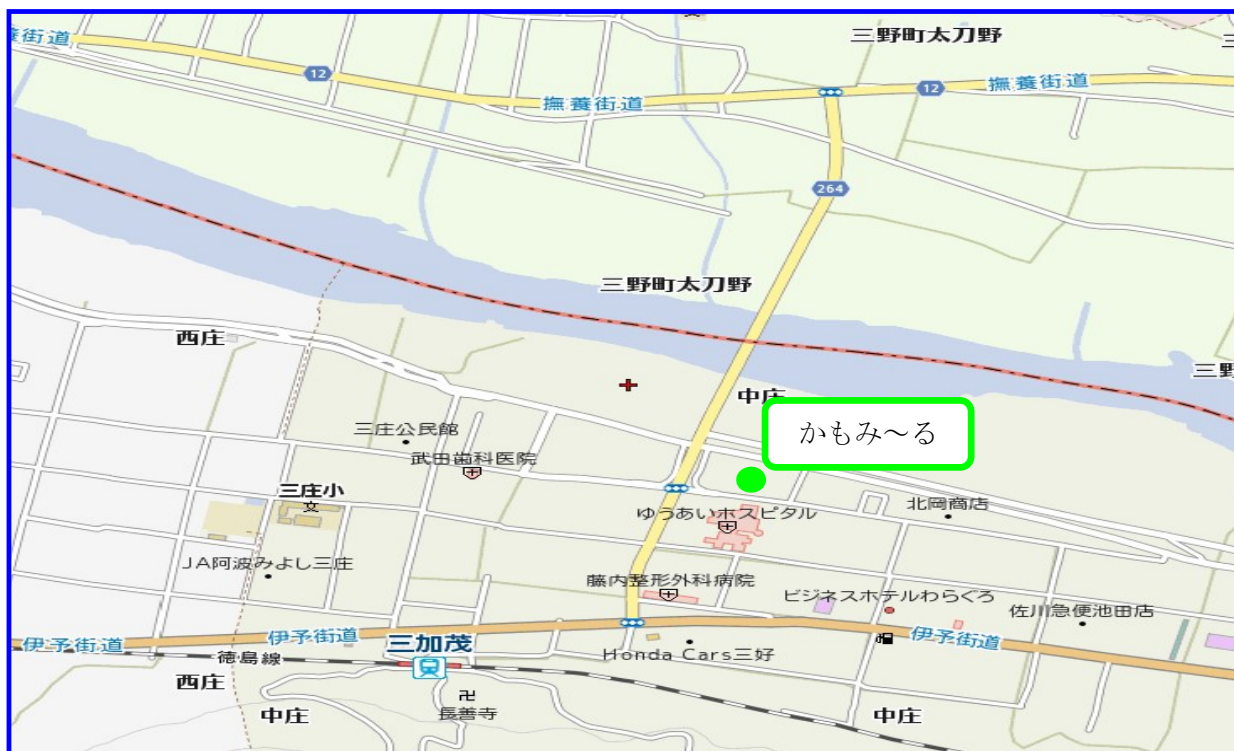 三野町太刀野
三
養街道
12
撫養街道
12
撫養街道
264
三野町太刀野
西庄
三野
中庄
かもみ～る
三庄公民館
武田歯科医院
三庄小
文
北岡商店
ゆうあいホスピタル
JA阿波みよし三庄
藤内整形外科病院
ビジネスホテルわらぐろ
佐川急便池田店
伊予街道
伊予街道
三加茂
伊予街道
徳島線
Honda Cars三好
西庄
卍
長善寺
中庄
中庄